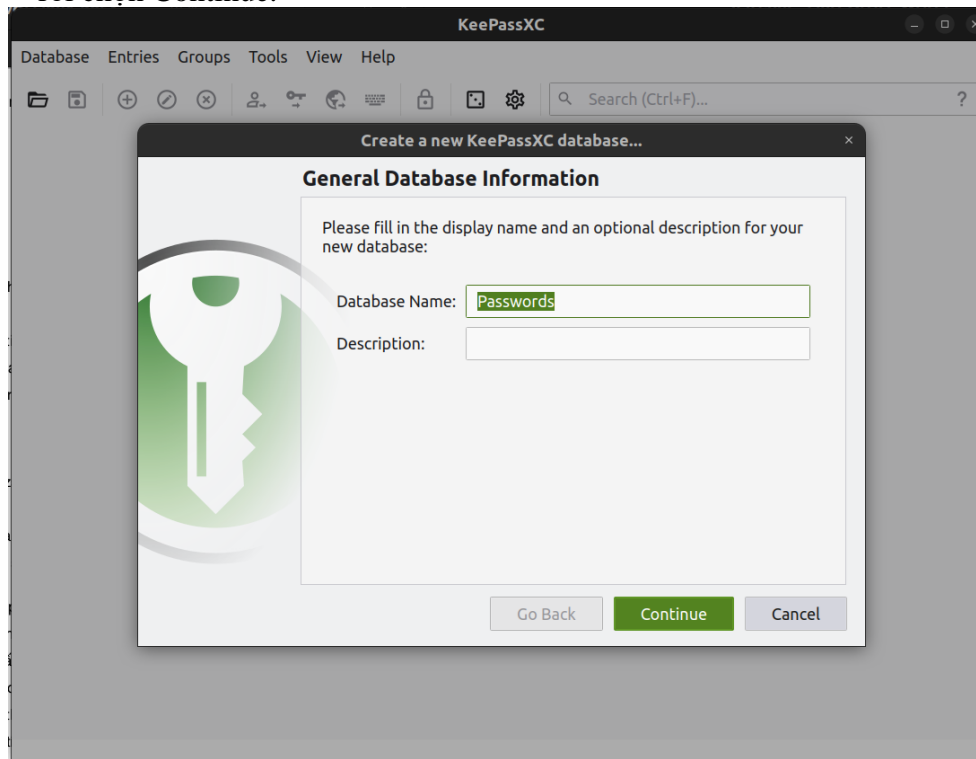 KeePassXC
Database Entries Groups Tools View Help
Search (Ctrl+F)...
?
Create a new KeePassXC database...
General Database Information
Please fill in the display name and an optional description for your
new database:
Database Name: Passwords
Description:
Go Back Continue Cancel